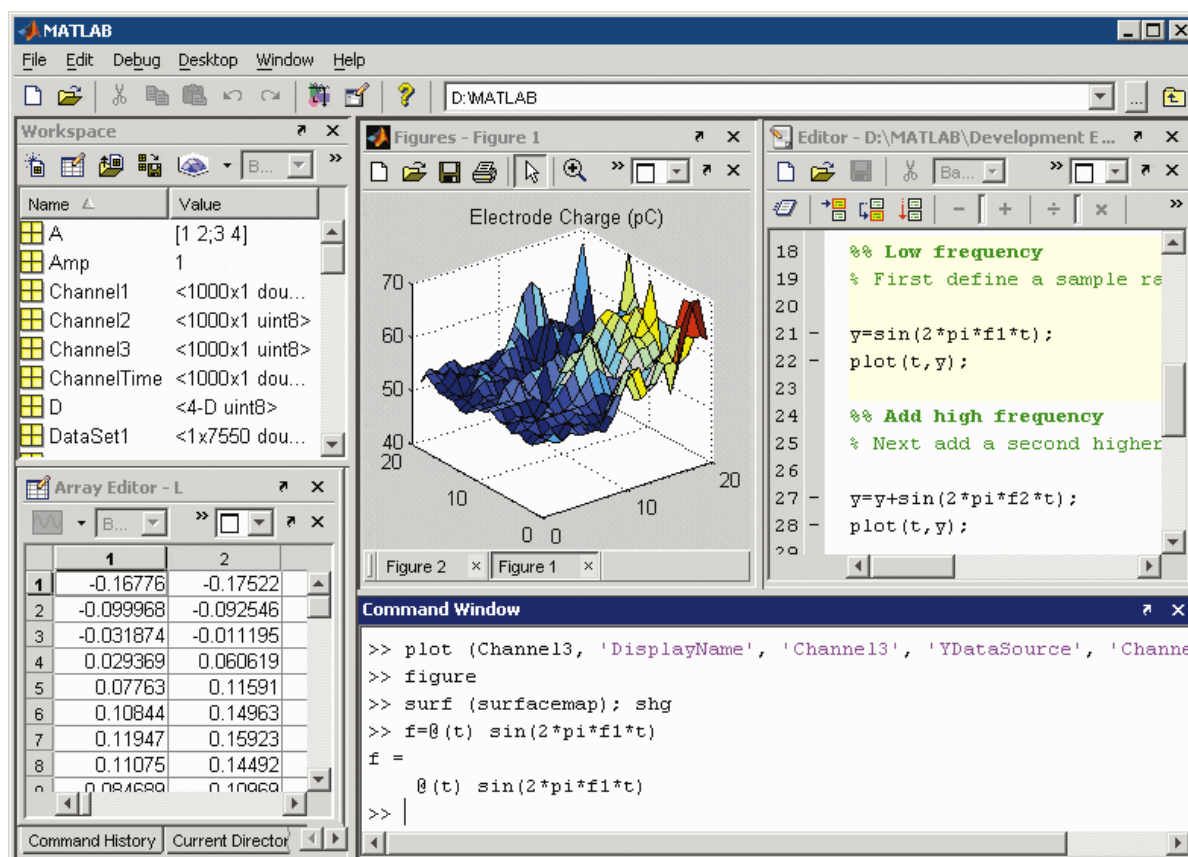 MATLAB
File Edit Debug Desktop Window Help
D:\MATLAB
...
Workspace
B...
Name Value
A [1 2;3 4]
Amp 1
Channel1 <1000x1 dou...
Channel2 <1000x1 uint8>
Channel3 <1000x1 uint8>
ChannelTime <1000x1 dou...
D <4-D uint8>
DataSet1 <1x7550 dou...
Array Editor - L
B...
1 2
1 -0.16776 -0.17522
2 -0.099968 -0.092546
3 -0.031874 -0.011195
4 0.029369 0.060619
5 0.07763 0.11591
6 0.10844 0.14963
7 0.11947 0.15923
8 0.11075 0.14492
9 0.084689 0.10969
Command History Current Director
Figures - Figure 1
Electrode Charge (pC)
70
60
50
40
20
10
0 0
10
20
Figure 2 × Figure 1 ×
Editor - D:\MATLAB\Development E...
Ba...
18 %% Low frequency
19 % First define a sample ra
20
21 - y=sin(2*pi*f1*t);
22 - plot(t,y);
23
24 %% Add high frequency
25 % Next add a second higher
26
27 - y=y+sin(2*pi*f2*t);
28 - plot(t,y);
29
Command Window
>> plot (Channel3, 'DisplayName', 'Channel3', 'YDataSource', 'Channe
>> figure
>> surf (surfacemap); shg
>> f=@(t) sin(2*pi*f1*t)
f =
@(t) sin(2*pi*f1*t)
>>